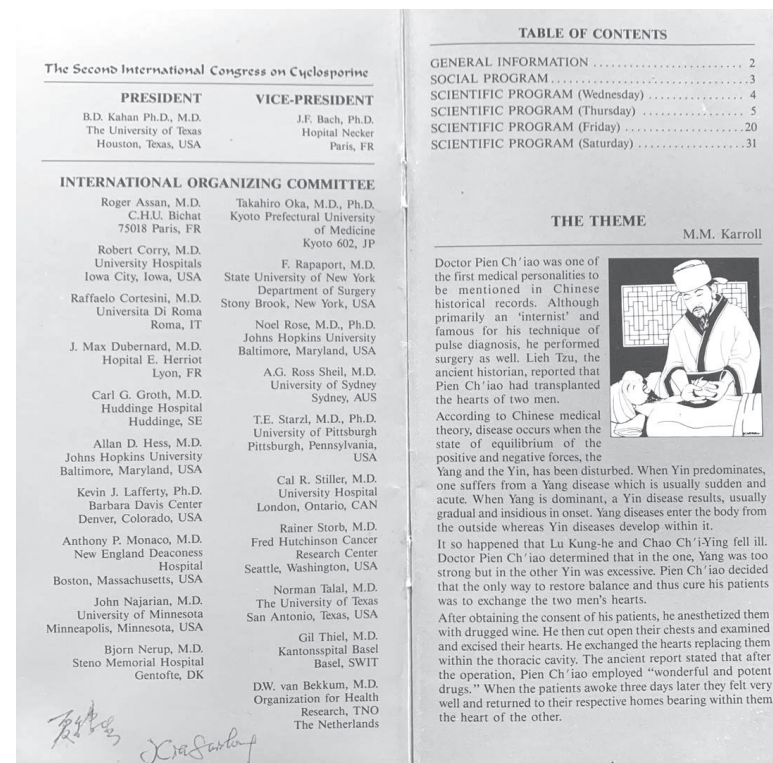 The Second International Congress on Cyclosporine
PRESIDENT
B.D. Kahan Ph.D., M.D.
The University of Texas
Houston, Texas, USA
VICE-PRESIDENT
J.F. Bach, Ph.D.
Hopital Necker
Paris, FR
INTERNATIONAL ORGANIZING COMMITTEE
Roger Assan, M.D.
C.H.U. Bichat
75018 Paris, FR
Robert Corry, M.D.
University Hospitals
Iowa City, Iowa, USA
Raffaelo Cortesini, M.D.
Universita Di Roma
Roma, IT
J. Max Dubernard, M.D.
Hopital E. Herriot
Lyon, FR
Carl G. Groth, M.D.
Huddinge Hospital
Huddinge, SE
Allan D. Hess, M.D.
Johns Hopkins University
Baltimore, Maryland, USA
Kevin J. Lafferty, Ph.D.
Barbara Davis Center
Denver, Colorado, USA
Anthony P. Monaco, M.D.
New England Deaconess
Hospital
Boston, Massachusetts, USA
John Najarian, M.D.
University of Minnesota
Minneapolis, Minnesota, USA
Bjorn Nerup, M.D.
Steno Memorial Hospital
Gentofte, DK
Takahiro Oka, M.D., Ph.D.
Kyoto Prefectural University
of Medicine
Kyoto 602, JP
F. Rapaport, M.D.
State University of New York
Department of Surgery
Stony Brook, New York, USA
Noel Rose, M.D., Ph.D.
Johns Hopkins University
Baltimore, Maryland, USA
A.G. Ross Sheil, M.D.
University of Sydney
Sydney, AUS
T.E. Starzl, M.D., Ph.D.
University of Pittsburgh
Pittsburgh, Pennsylvania,
USA
Cal R. Stiller, M.D.
University Hospital
London, Ontario, CAN
Rainer Storb, M.D.
Fred Hutchinson Cancer
Research Center
Seattle, Washington, USA
Norman Talal, M.D.
The University of Texas
San Antonio, Texas, USA
Gil Thiel, M.D.
Kantonsspital Basel
Basel, SWIT
D.W. van Bekkum, M.D.
Organization for Health
Research, TNO
The Netherlands
TABLE OF CONTENTS
GENERAL INFORMATION .......................... 2
SOCIAL PROGRAM ................................ 3
SCIENTIFIC PROGRAM (Wednesday) ................ 4
SCIENTIFIC PROGRAM (Thursday) ................. 5
SCIENTIFIC PROGRAM (Friday) ................... 20
SCIENTIFIC PROGRAM (Saturday) ................. 31
THE THEME
M.M. Karroll
Doctor Pien Ch'iao was one of
the first medical personalities to
be mentioned in Chinese
historical records. Although
primarily an 'internist' and
famous for his technique of
pulse diagnosis, he performed
surgery as well. Lieh Tzu, the
ancient historian, reported that
Pien Ch'iao had transplanted
the hearts of two men.
According to Chinese medical
theory, disease occurs when the
state of equilibrium of the
positive and negative forces, the
Yang and the Yin, has been disturbed. When Yin predominates,
one suffers from a Yang disease which is usually sudden and
acute. When Yang is dominant, a Yin disease results, usually
gradual and insidious in onset. Yang diseases enter the body from
the outside whereas Yin diseases develop within it.
It so happened that Lu Kung-he and Chao Ch'i-Ying fell ill.
Doctor Pien Ch'iao determined that in the one, Yang was too
strong but in the other Yin was excessive. Pien Ch'iao decided
that the only way to restore balance and thus cure his patients
was to exchange the two men's hearts.
After obtaining the consent of his patients, he anesthetized them
with drugged wine. He then cut open their chests and examined
and excised their hearts. He exchanged the hearts replacing them
within the thoracic cavity. The ancient report stated that after
the operation, Pien Ch'iao employed "wonderful and potent
drugs." When the patients awoke three days later they felt very
well and returned to their respective homes bearing within them
the heart of the other.